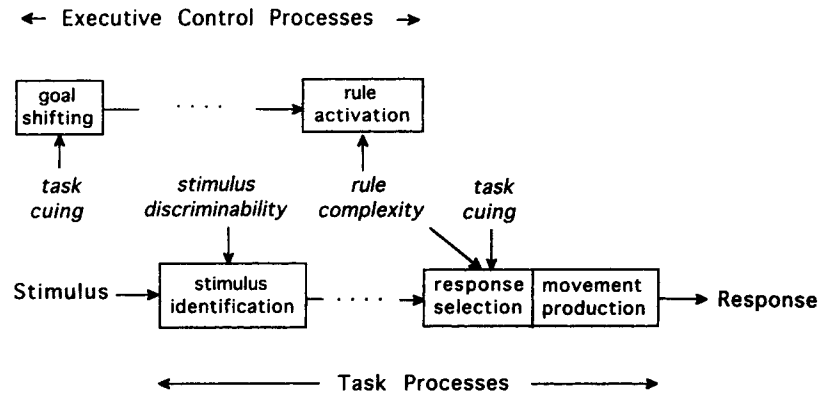 Executive Control Processes
goal
shifting
. . . .
rule
activation
task
cuing
stimulus
discriminability
rule
complexity
task
cuing
Stimulus
stimulus
identification
. . . .
response
selection
movement
production
Response
Task Processes